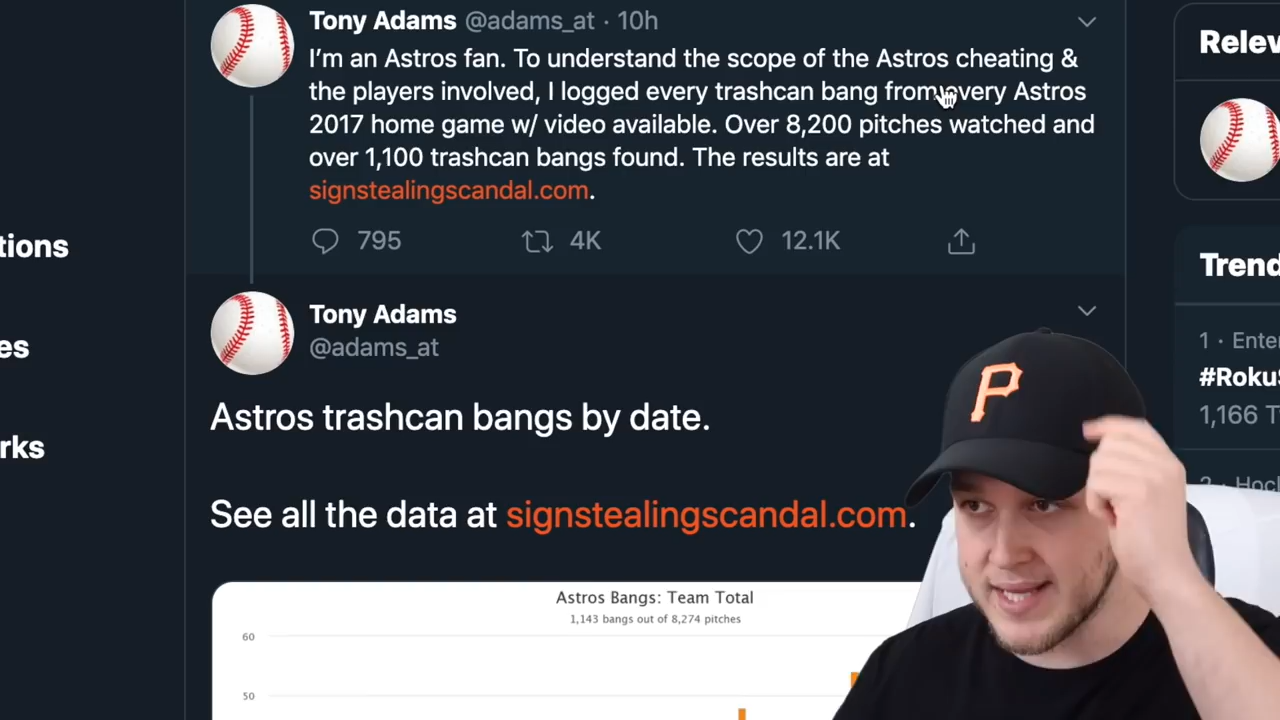 Tony Adams @adams_at · 10h
I'm an Astros fan. To understand the scope of the Astros cheating &
the players involved, I logged every trashcan bang from every Astros
2017 home game w/ video available. Over 8,200 pitches watched and
over 1,100 trashcan bangs found. The results are at
signstealingscandal.com.
795 4K 12.1K
Tony Adams
@adams_at
Astros trashcan bangs by date.
See all the data at signstealingscandal.com.
Astros Bangs: Team Total
1,143 bangs out of 8,274 pitches
60
50
tions
es
rks
Relev
Trend
1 · Enter
#Roku
1,166 T
2 · Hoc
P